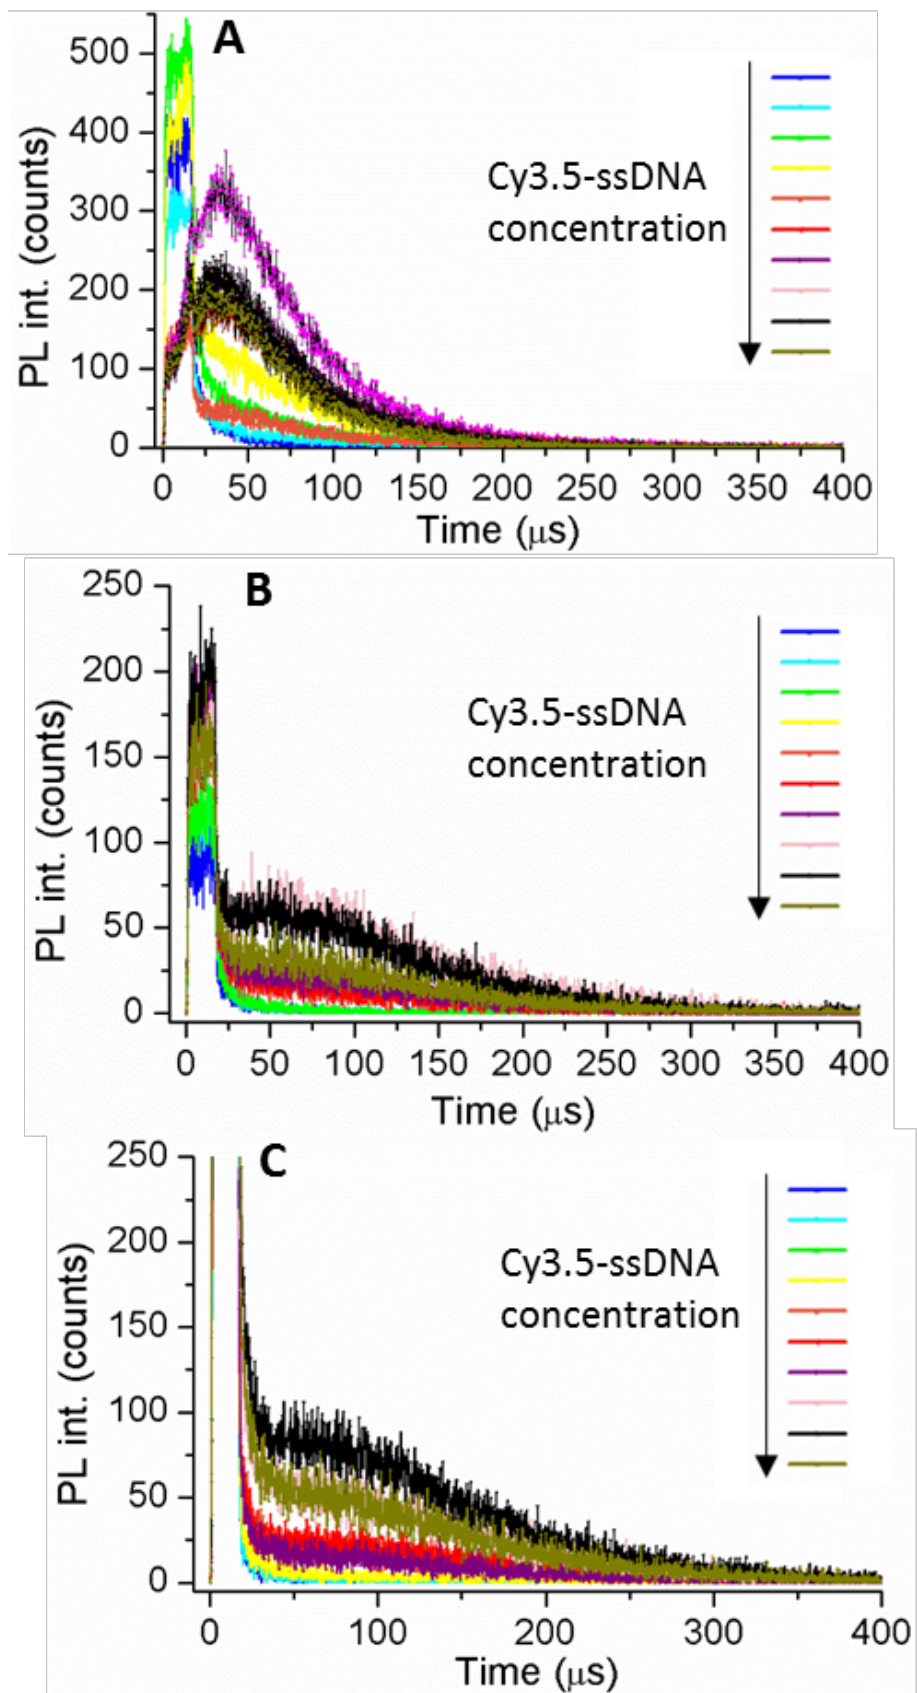 A
500
400
300
200
100
0
PL int. (counts)
Cy3.5-ssDNA
concentration
0 50 100 150 200 250 300 350 400
Time (μs)
B
250
200
150
100
50
0
PL int. (counts)
Cy3.5-ssDNA
concentration
0 50 100 150 200 250 300 350 400
Time (μs)
C
250
200
150
100
50
0
PL int. (counts)
Cy3.5-ssDNA
concentration
0 100 200 300 400
Time (μs)